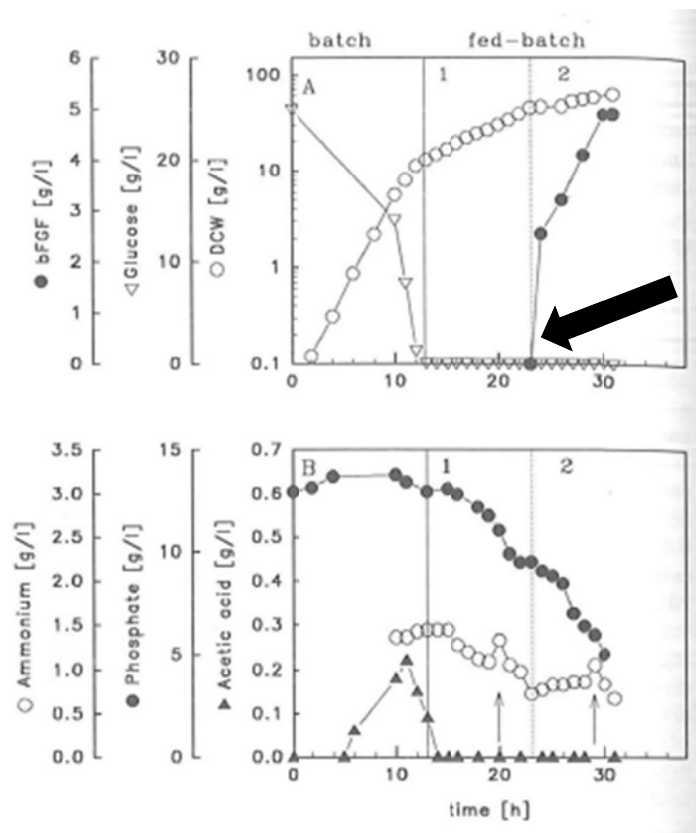 batch fed-batch
A 1 2
● bFGF [g/l]
6
5
4
3
2
1
0
▽ Glucose [g/l]
30
20
10
0
○ DCW [g/l]
100
10
1
0.1
0 10 20 30
B 1 2
○ Ammonium [g/l]
3.5
3.0
2.5
2.0
1.5
1.0
0.5
0.0
● Phosphate [g/l]
15
10
5
0
▲ Acetic acid [g/l]
0.7
0.6
0.5
0.4
0.3
0.2
0.1
0.0
0 10 20 30
time [h]